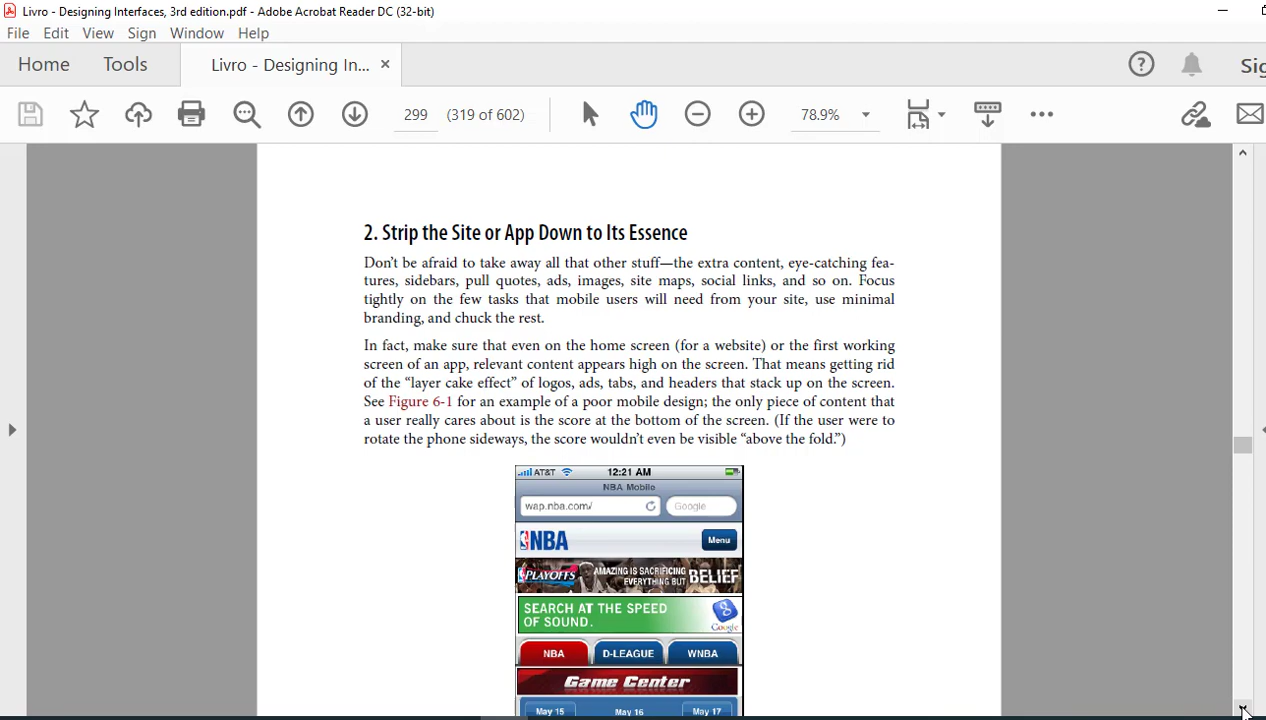 Livro - Designing Interfaces, 3rd edition.pdf - Adobe Acrobat Reader DC (32-bit)
File Edit View Sign Window Help
Home Tools Livro - Designing In... ×
299 (319 of 602) 78.9%
2. Strip the Site or App Down to Its Essence
Don't be afraid to take away all that other stuff—the extra content, eye-catching fea-
tures, sidebars, pull quotes, ads, images, site maps, social links, and so on. Focus
tightly on the few tasks that mobile users will need from your site, use minimal
branding, and chuck the rest.
In fact, make sure that even on the home screen (for a website) or the first working
screen of an app, relevant content appears high on the screen. That means getting rid
of the “layer cake effect” of logos, ads, tabs, and headers that stack up on the screen.
See Figure 6-1 for an example of a poor mobile design; the only piece of content that
a user really cares about is the score at the bottom of the screen. (If the user were to
rotate the phone sideways, the score wouldn't even be visible “above the fold.”)
AT&T 12:21 AM
NBA Mobile
wap.nba.com/ Google
NBA Menu
PLAYOFFS AMAZING IS SACRIFICING
EVERYTHING BUT BELIEF
SEARCH AT THE SPEED
OF SOUND.
Google
NBA D-LEAGUE WNBA
Game Center
May 15 May 16 May 17